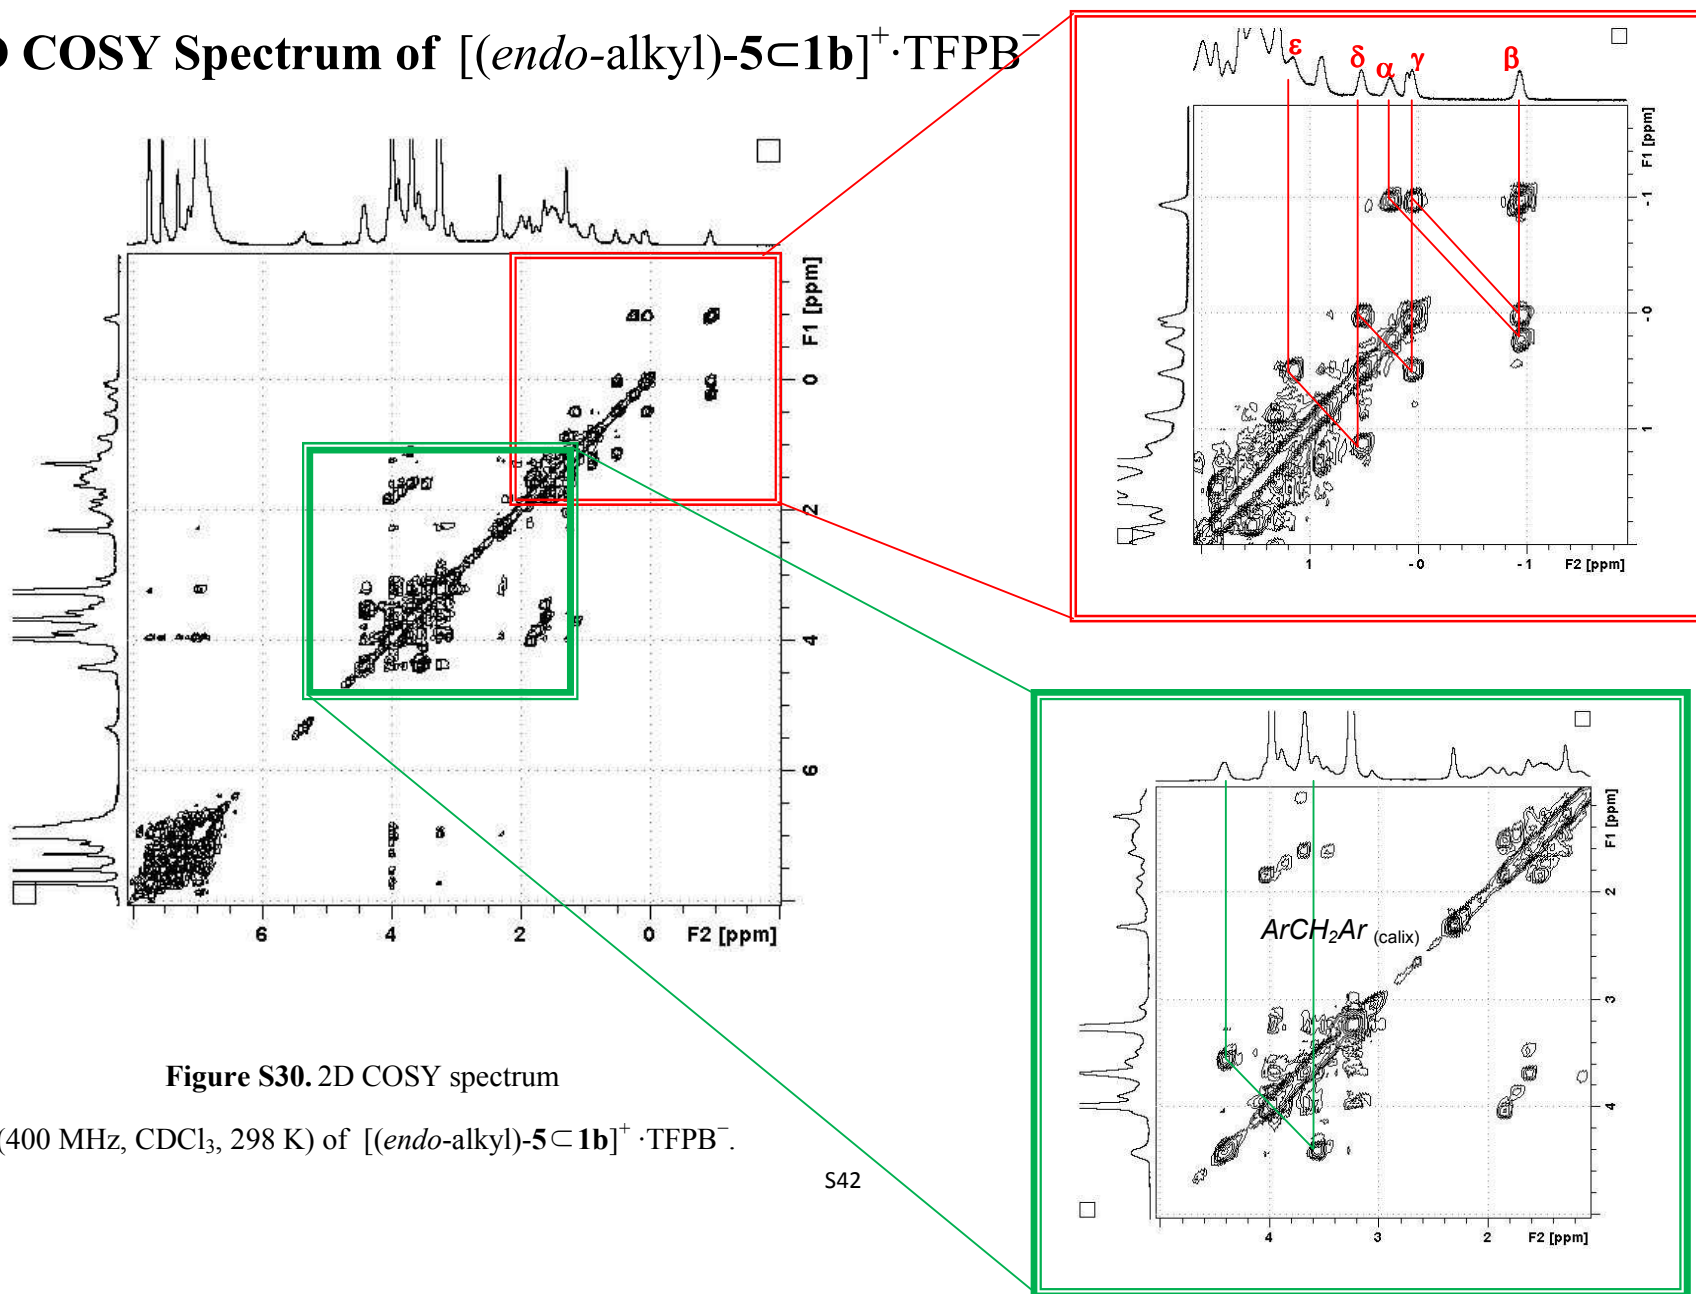 COSY Spectrum of [(endo-alkyl)-5⊂1b]⁺·TFPB⁻
ε δ α γ β
F1 [ppm]
-1
-0
1
1 -0 -1 F2 [ppm]
F1 [ppm]
0
2
4
6
6 4 2 0 F2 [ppm]
ArCH₂Ar (calix)
F1 [ppm]
2
3
4
4 3 2 F2 [ppm]
Figure S30. 2D COSY spectrum
(400 MHz, CDCl₃, 298 K) of [(endo-alkyl)-5⊂1b]⁺·TFPB⁻.
S42